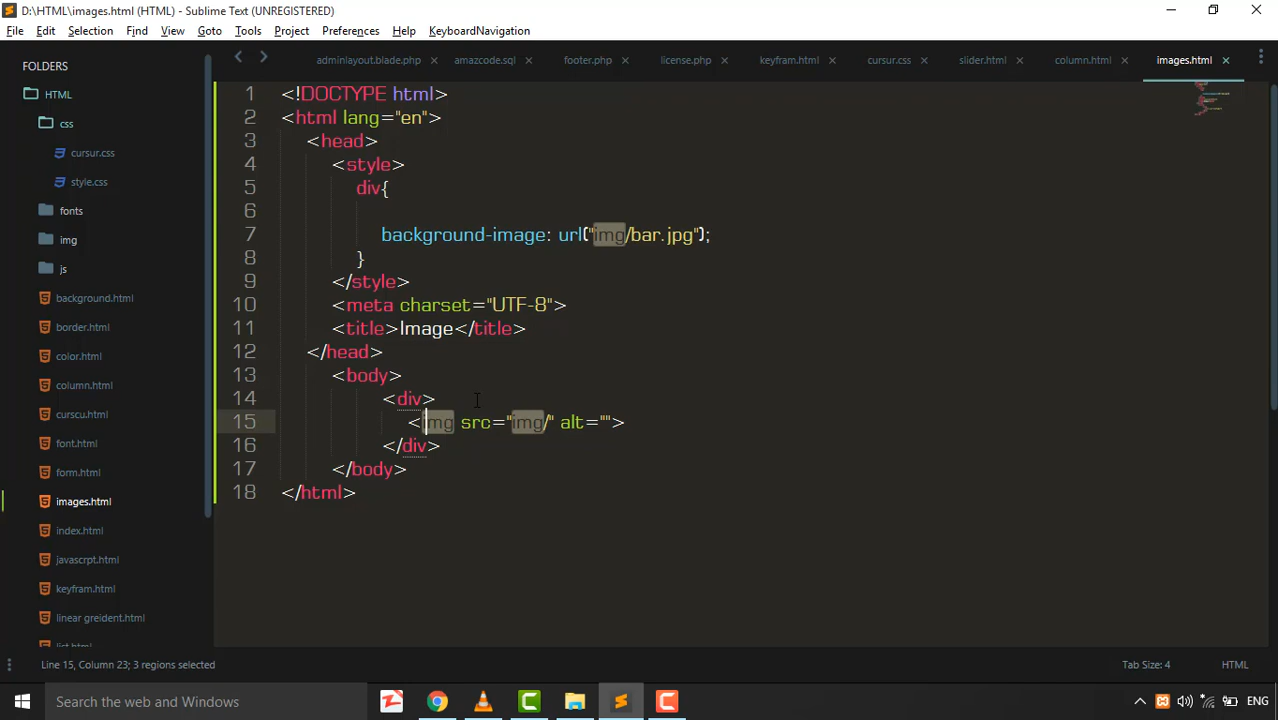 D:\HTML\images.html (HTML) - Sublime Text (UNREGISTERED)
File Edit Selection Find View Goto Tools Project Preferences Help KeyboardNavigation
FOLDERS
HTML
css
cursur.css
style.css
fonts
img
js
background.html
border.html
color.html
column.html
curscu.html
font.html
form.html
images.html
index.html
javascrpt.html
keyfram.html
linear greident.html
list.html
adminlayout.blade.php amazcode.sql footer.php license.php keyfram.html cursur.css slider.html column.html images.html
1 <!DOCTYPE html>
2 <html lang="en">
3 <head>
4 <style>
5 div{
6
7 background-image: url("img/bar.jpg");
8 }
9 </style>
10 <meta charset="UTF-8">
11 <title>Image</title>
12 </head>
13 <body>
14 <div>
15 <img src="img/" alt="">
16 </div>
17 </body>
18 </html>
Line 15, Column 23; 3 regions selected Tab Size: 4 HTML
Search the web and Windows ENG